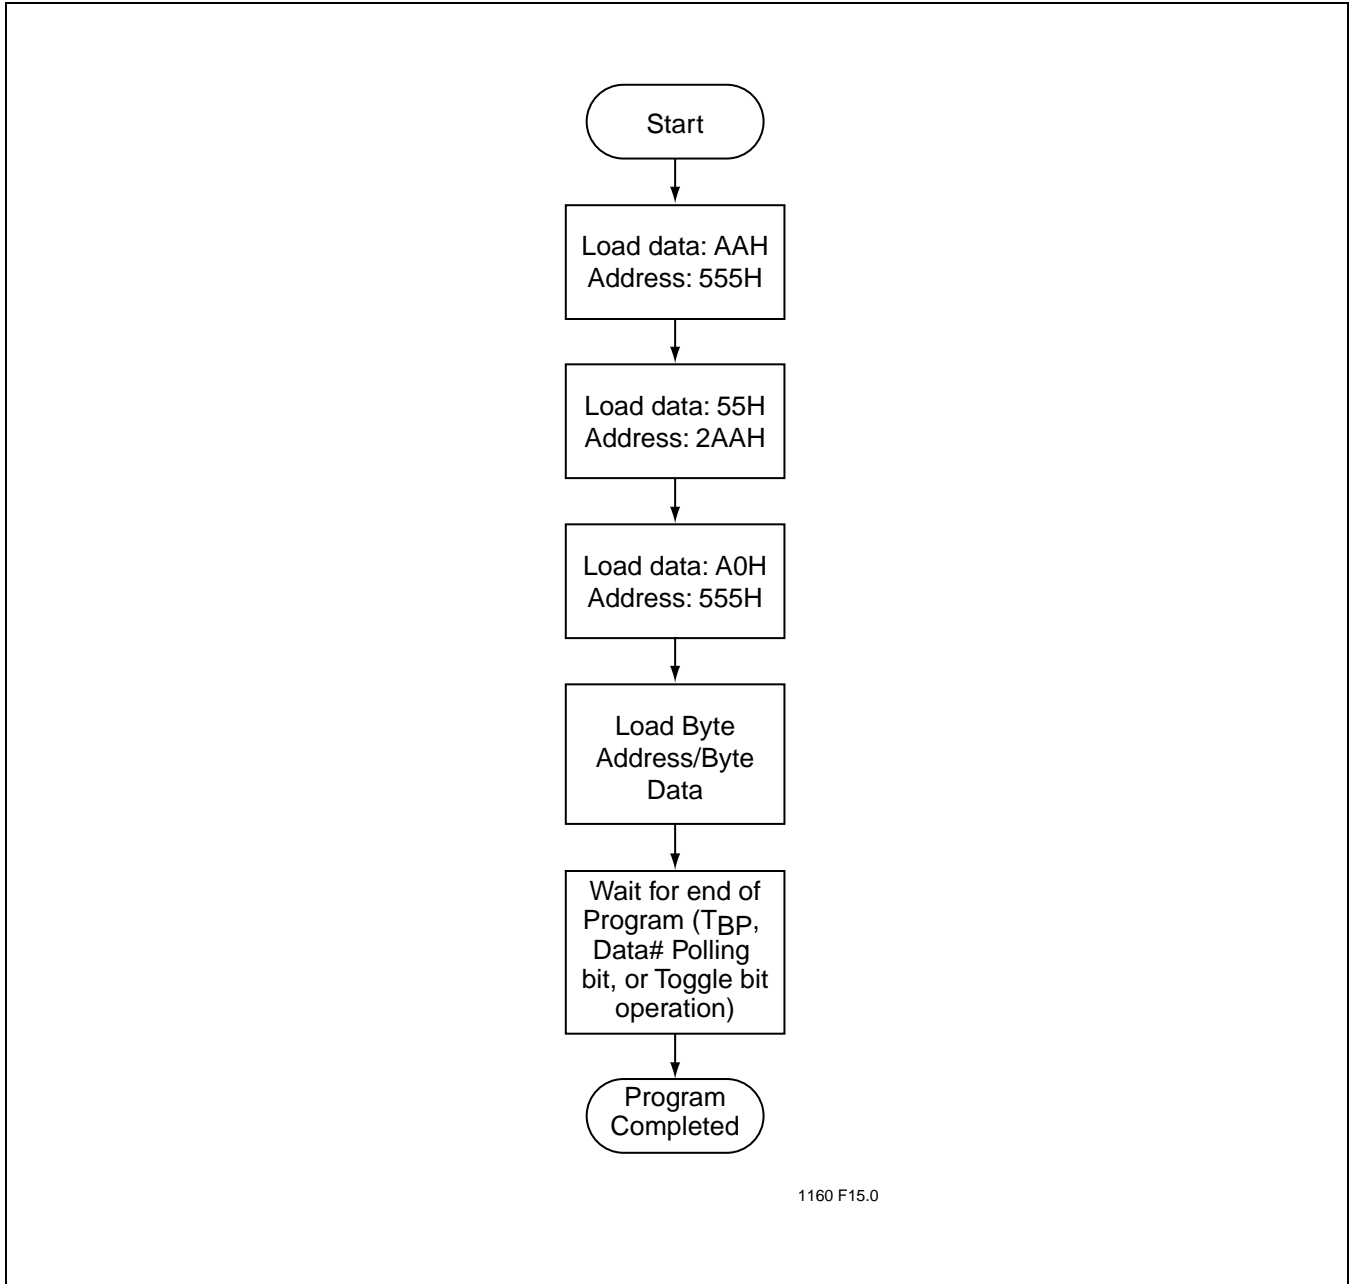 Start
Load data: AAH
Address: 555H
Load data: 55H
Address: 2AAH
Load data: A0H
Address: 555H
Load Byte
Address/Byte
Data
Wait for end of
Program (TBP,
Data# Polling
bit, or Toggle bit
operation)
Program
Completed
1160 F15.0